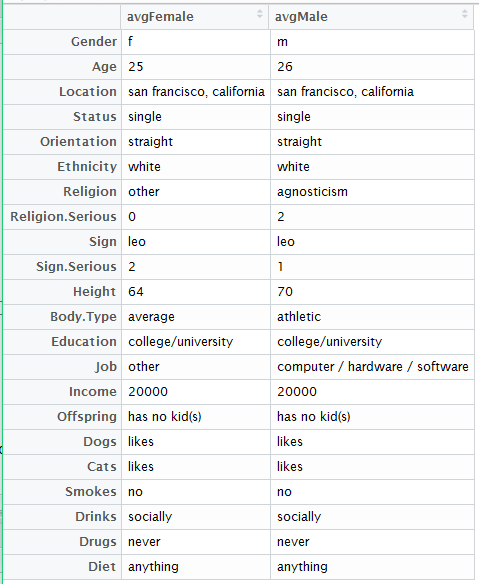 avgFemale avgMale
Gender f m
Age 25 26
Location san francisco, california san francisco, california
Status single single
Orientation straight straight
Ethnicity white white
Religion other agnosticism
Religion.Serious 0 2
Sign leo leo
Sign.Serious 2 1
Height 64 70
Body.Type average athletic
Education college/university college/university
Job other computer / hardware / software
Income 20000 20000
Offspring has no kid(s) has no kid(s)
Dogs likes likes
Cats likes likes
Smokes no no
Drinks socially socially
Drugs never never
Diet anything anything